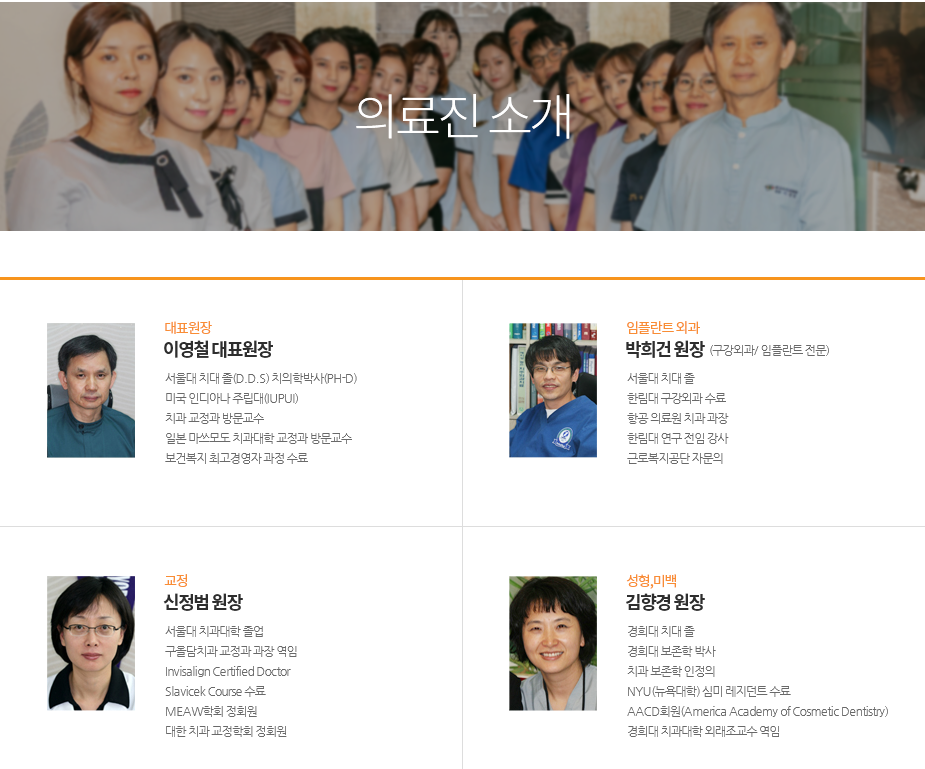 의료진 소개
대표원장
이영철 대표원장
서울대 치대 졸(D.D.S) 치의학박사(PH-D)
미국 인디아나 주립대(IUPUI)
치과 교정과 방문교수
일본 마쓰모도 치과대학 교정과 방문교수
보건복지 최고경영자 과정 수료
임플란트 외과
박희건 원장 (구강외과/ 임플란트 전문)
서울대 치대 졸
한림대 구강외과 수료
항공 의료원 치과 과장
한림대 연구 전임 강사
근로복지공단 자문의
교정
신정범 원장
서울대 치과대학 졸업
구올담치과 교정과 과장 역임
Invisalign Certified Doctor
Slavicek Course 수료
MEAW학회 정회원
대한 치과 교정학회 정회원
성형,미백
김향경 원장
경희대 치대 졸
경희대 보존학 박사
치과 보존학 인정의
NYU(뉴욕대학) 심미 레지던트 수료
AACD회원(America Academy of Cosmetic Dentistry)
경희대 치과대학 외래조교수 역임